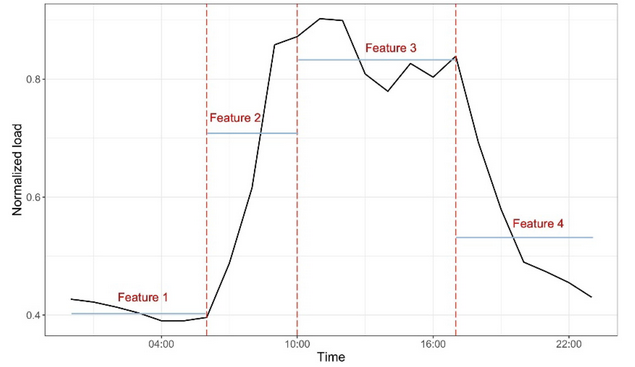 Normalized load
0.8
0.6
0.4
Feature 1
Feature 2
Feature 3
Feature 4
04:00
10:00
16:00
22:00
Time